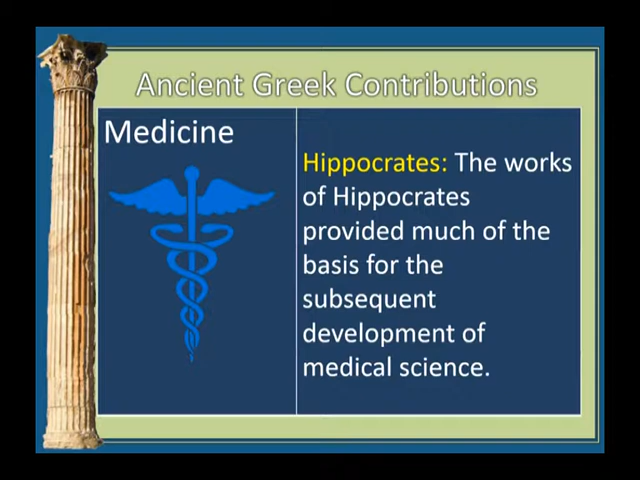 Ancient Greek Contributions
Medicine
Hippocrates: The works
of Hippocrates
provided much of the
basis for the
subsequent
development of
medical science.